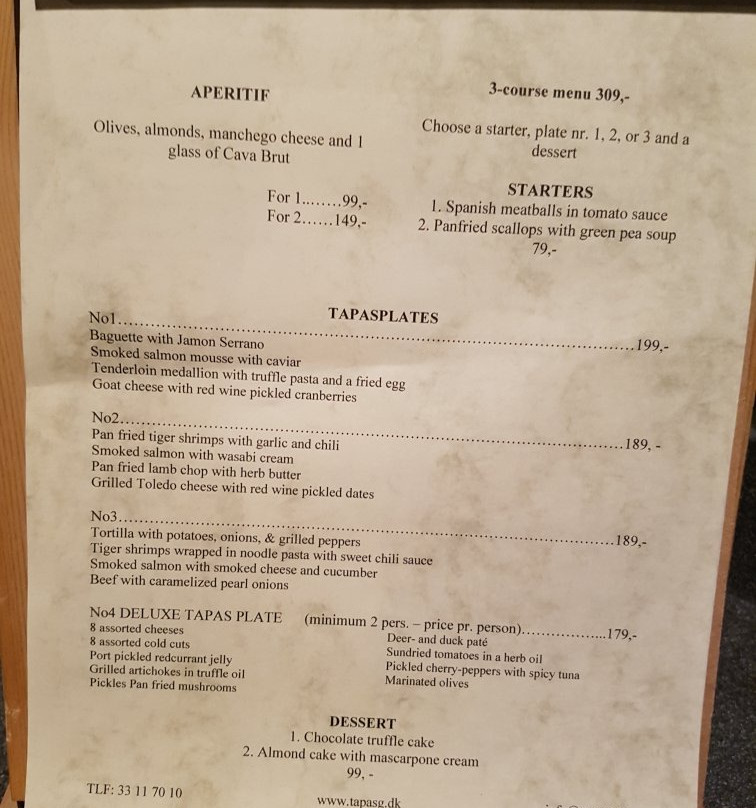 APERITIF
Olives, almonds, manchego cheese and 1
glass of Cava Brut
For 1........99,-
For 2......149,-
3-course menu 309,-
Choose a starter, plate nr. 1, 2, or 3 and a
dessert
STARTERS
1. Spanish meatballs in tomato sauce
2. Panfried scallops with green pea soup
79,-
TAPASPLATES
No1..........199,-
Baguette with Jamon Serrano
Smoked salmon mousse with caviar
Tenderloin medallion with truffle pasta and a fried egg
Goat cheese with red wine pickled cranberries
No2..........189, -
Pan fried tiger shrimps with garlic and chili
Smoked salmon with wasabi cream
Pan fried lamb chop with herb butter
Grilled Toledo cheese with red wine pickled dates
No3..........189,-
Tortilla with potatoes, onions, & grilled peppers
Tiger shrimps wrapped in noodle pasta with sweet chili sauce
Smoked salmon with smoked cheese and cucumber
Beef with caramelized pearl onions
No4 DELUXE TAPAS PLATE (minimum 2 pers. – price pr. person)..........179,-
8 assorted cheeses
8 assorted cold cuts
Port pickled redcurrant jelly
Grilled artichokes in truffle oil
Pickles Pan fried mushrooms
Deer- and duck paté
Sundried tomatoes in a herb oil
Pickled cherry-peppers with spicy tuna
Marinated olives
DESSERT
1. Chocolate truffle cake
2. Almond cake with mascarpone cream
99, -
TLF: 33 11 70 10
www.tapasg.dk